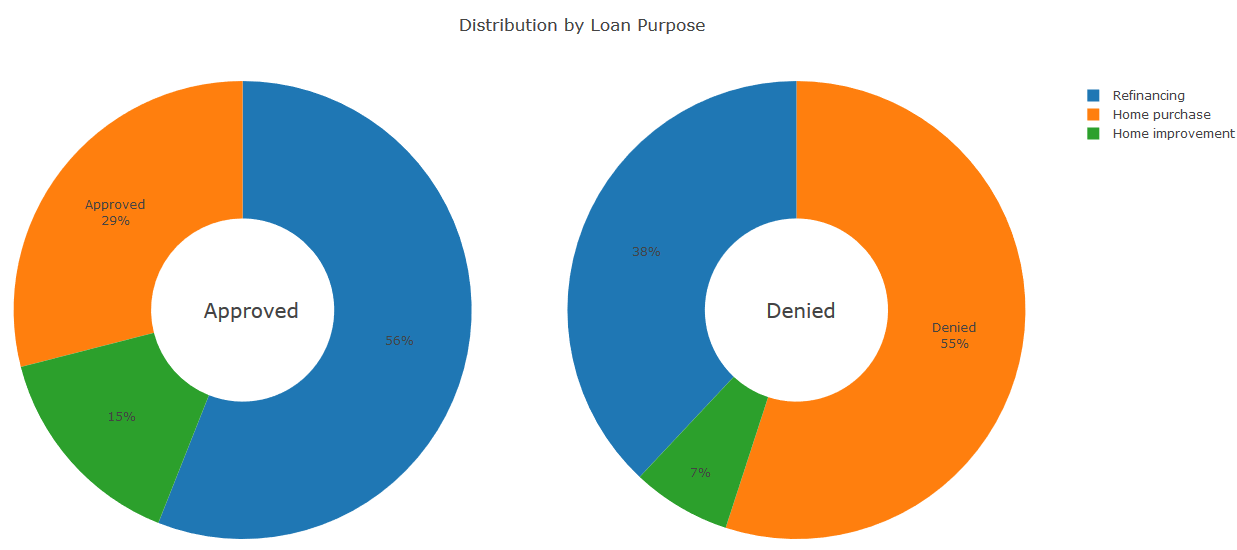 Distribution by Loan Purpose
Approved
29%
56%
15%
Approved
38%
Denied
55%
7%
Denied
Refinancing
Home purchase
Home improvement